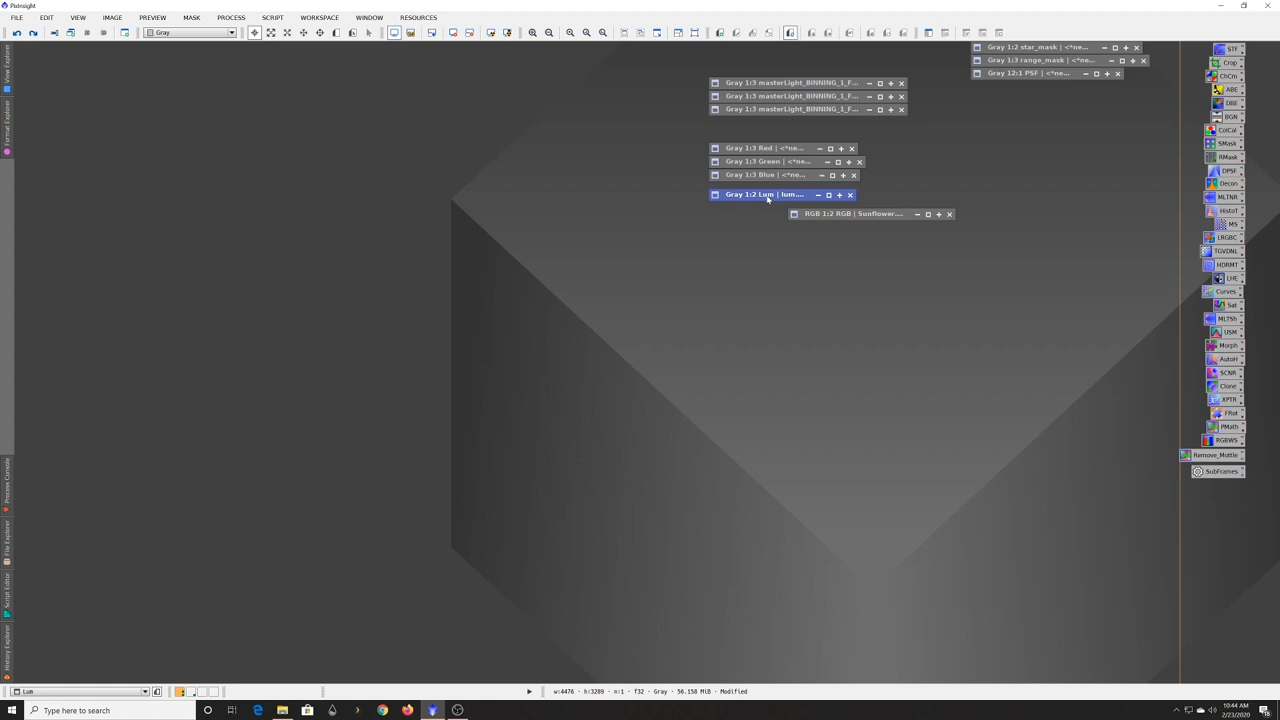 PixInsight
FILE EDIT VIEW IMAGE PREVIEW MASK PROCESS SCRIPT WORKSPACE WINDOW RESOURCES
Gray
View Explorer
Format Explorer
Process Console
File Explorer
Script Editor
History Explorer
Gray 1:2 star_mask | <*ne...
Gray 1:3 range_mask | <*ne...
Gray 12:1 PSF | <*ne...
Gray 1:3 masterLight_BINNING_1_F...
Gray 1:3 masterLight_BINNING_1_F...
Gray 1:3 masterLight_BINNING_1_F...
Gray 1:3 Red | <*ne...
Gray 1:3 Green | <*ne...
Gray 1:3 Blue | <*ne...
Gray 1:2 Lum | lum....
RGB 1:2 RGB | Sunflower....
STF
Crop
ChCm
ABE
DBE
BGN
ColCal
SMask
RMask
DPSF
Decon
MLTNR
HistoT
MS
LRGBC
TGVDNL
HDRMT
LHE
Curves
Sat
MLTSh
USM
Morph
AutoH
SCNR
Clone
XPTR
FRot
PMath
RGBWS
Remove_Mottle
SubFrames
Lum
w:4476 · h:3289 · n:1 · f32 · Gray · 56.158 MiB · Modified
Type here to search
10:44 AM
2/23/2020